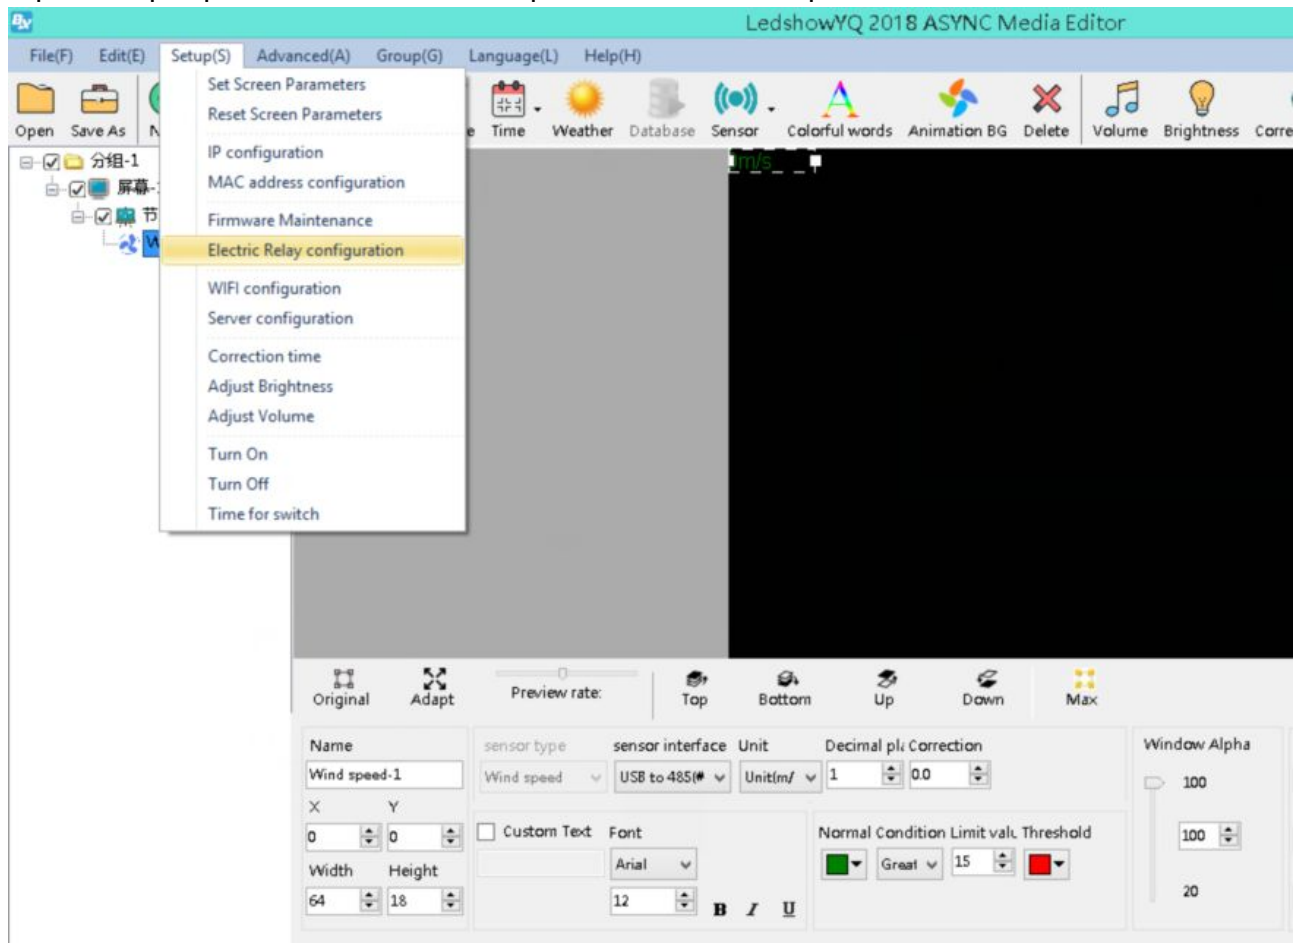 LedshowYQ 2018 ASYNC Media Editor
File(F) Edit(E) Setup(S) Advanced(A) Group(G) Language(L) Help(H)
Open Save As N e Time Weather Database Sensor Colorful words Animation BG Delete Volume Brightness Corre
Set Screen Parameters
Reset Screen Parameters
IP configuration
MAC address configuration
Firmware Maintenance
Electric Relay configuration
WIFI configuration
Server configuration
Correction time
Adjust Brightness
Adjust Volume
Turn On
Turn Off
Time for switch
分组-1
屏幕-
节
W
m/s
Original Adapt Preview rate: Top Bottom Up Down Max
Name sensor type sensor interface Unit Decimal pla Correction Window Alpha
Wind speed-1 Wind speed USB to 485(# Unit(m/ 1 0.0 100
X Y
0 0 Custom Text Font Normal Condition Limit valu Threshold 100
Width Height Arial Great 15
64 18 12 B I U 20